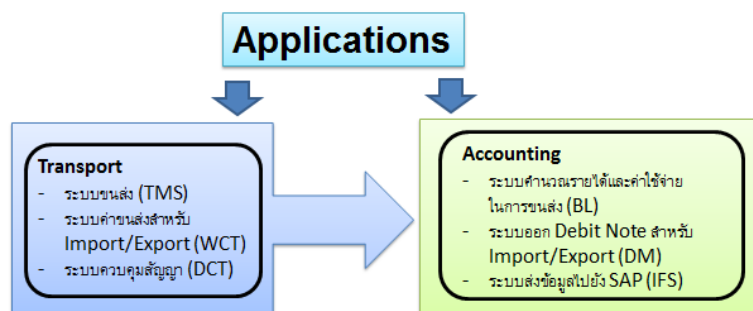 Applications
Transport
- ระบบขนส่ง (TMS)
- ระบบค่าขนส่งสำหรับ
Import/Export (WCT)
- ระบบควบคุมสัญญา (DCT)
Accounting
- ระบบคำนวณรายได้และค่าใช้จ่าย
ในการขนส่ง (BL)
- ระบบออก Debit Note สำหรับ
Import/Export (DM)
- ระบบส่งข้อมูลไปยัง SAP (IFS)